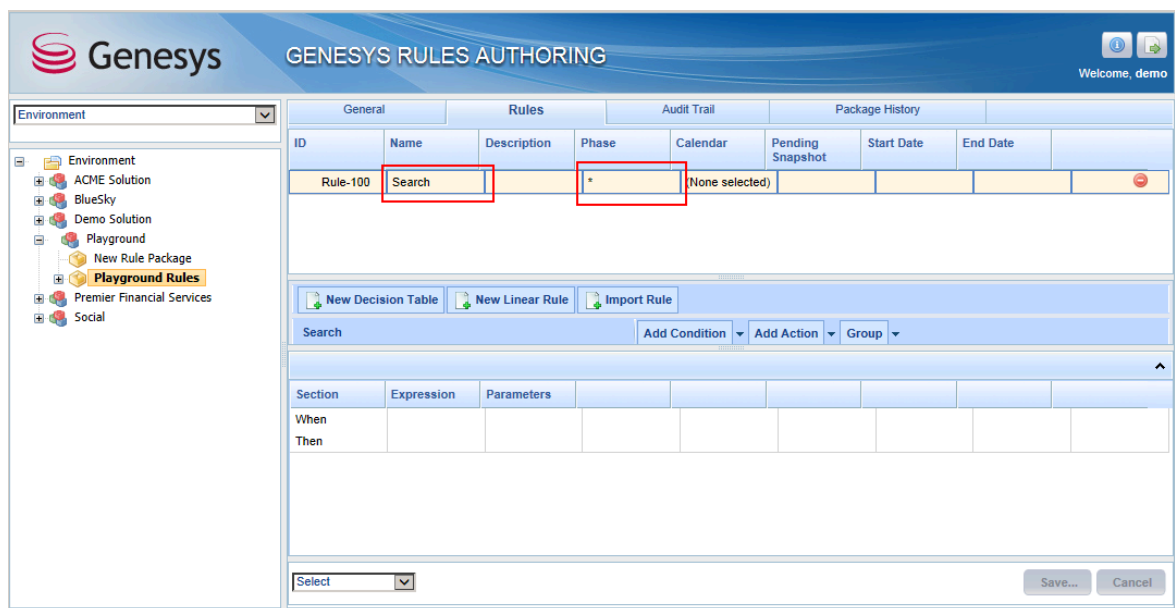 Genesys
GENESYS RULES AUTHORING
Welcome, demo
Environment
Environment
ACME Solution
BlueSky
Demo Solution
Playground
New Rule Package
Playground Rules
Premier Financial Services
Social
General Rules Audit Trail Package History
ID Name Description Phase Calendar Pending Snapshot Start Date End Date
Rule-100 Search * (None selected)
New Decision Table New Linear Rule Import Rule
Search Add Condition Add Action Group
Section Expression Parameters
When
Then
Select Save... Cancel